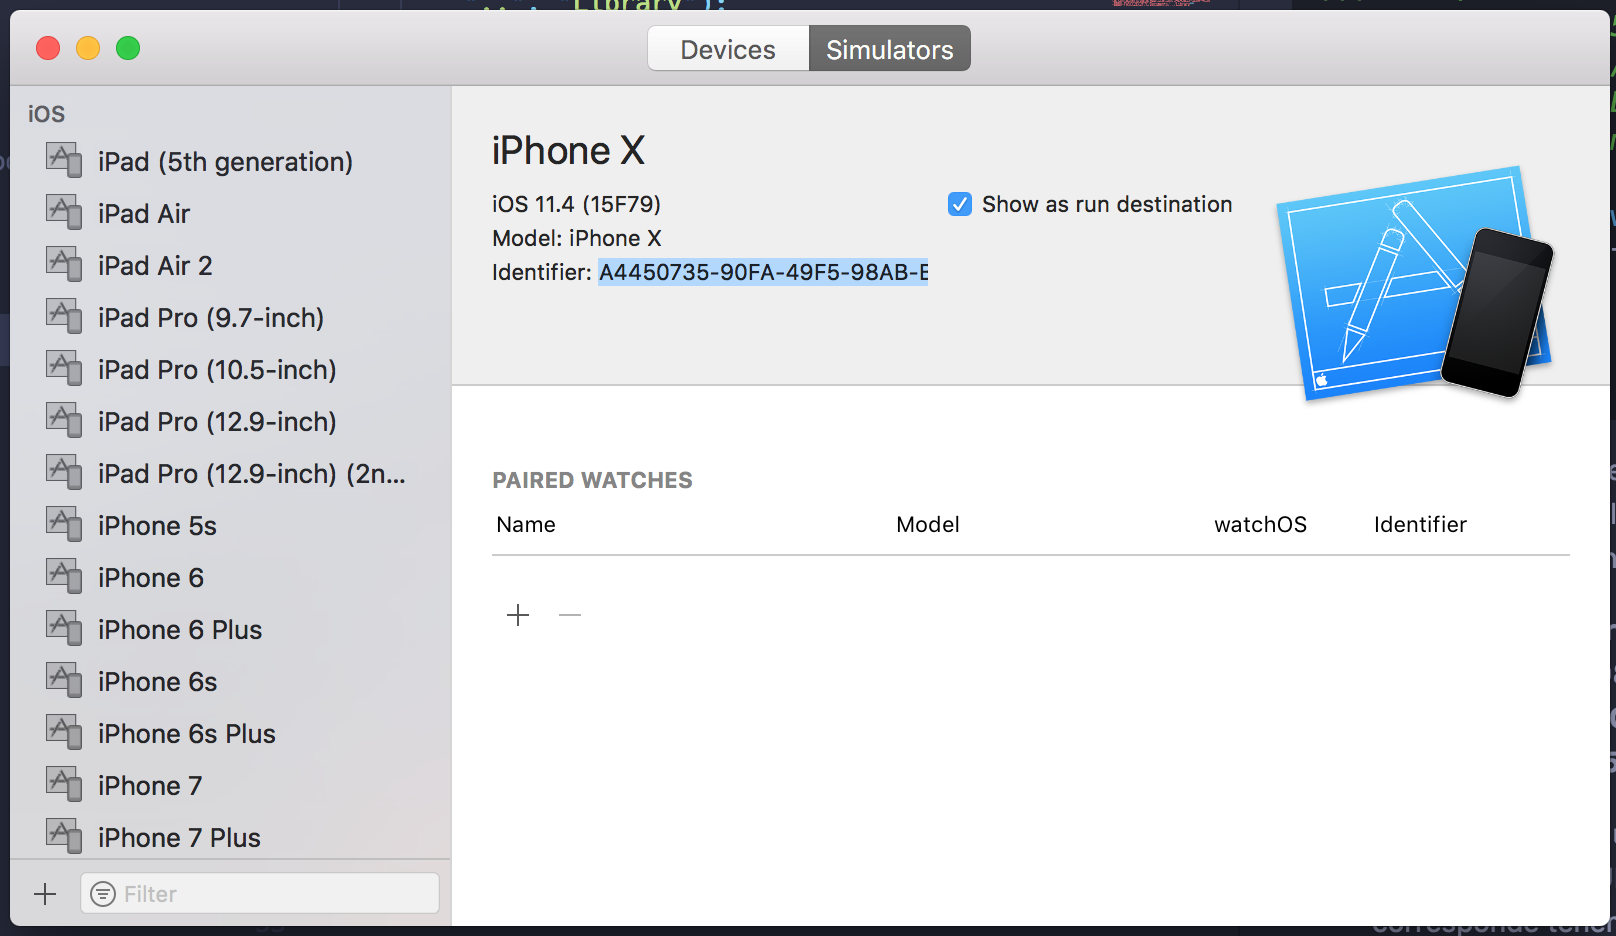 Library");
Devices
Simulators
iOS
iPad (5th generation)
iPad Air
iPad Air 2
iPad Pro (9.7-inch)
iPad Pro (10.5-inch)
iPad Pro (12.9-inch)
iPad Pro (12.9-inch) (2n...
iPhone 5s
iPhone 6
iPhone 6 Plus
iPhone 6s
iPhone 6s Plus
iPhone 7
iPhone 7 Plus
Filter
iPhone X
iOS 11.4 (15F79)
Model: iPhone X
Identifier: A4450735-90FA-49F5-98AB-E
Show as run destination
PAIRED WATCHES
Name Model watchOS Identifier